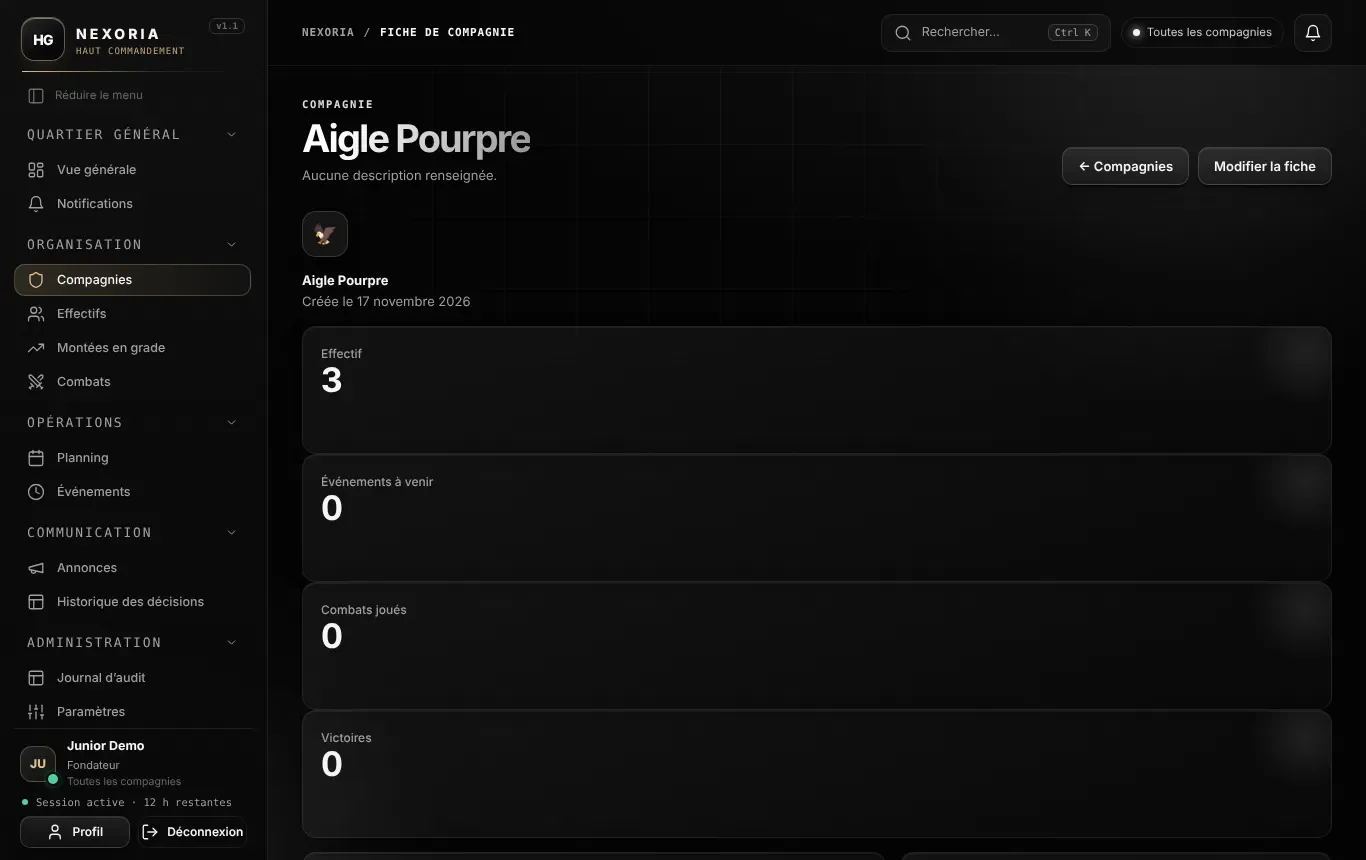 HG
NEXORIA
HAUT COMMANDEMENT
v1.1
Réduire le menu
QUARTIER GÉNÉRAL
Vue générale
Notifications
ORGANISATION
Compagnies
Effectifs
Montées en grade
Combats
OPÉRATIONS
Planning
Événements
COMMUNICATION
Annonces
Historique des décisions
ADMINISTRATION
Journal d’audit
Paramètres
JU
Junior Demo
Fondateur
Toutes les compagnies
Session active · 12 h restantes
Profil
Déconnexion
NEXORIA / FICHE DE COMPAGNIE
Rechercher...
Ctrl K
Toutes les compagnies
COMPAGNIE
Aigle Pourpre
Aucune description renseignée.
← Compagnies
Modifier la fiche
Aigle Pourpre
Créée le 17 novembre 2026
Effectif
3
Événements à venir
0
Combats joués
0
Victoires
0